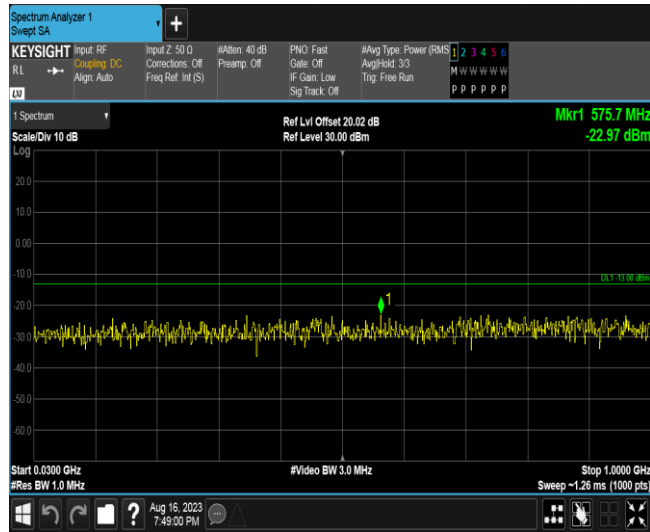 Spectrum Analyzer 1
Swept SA
+
KEYSIGHT
RL
LXI
Input: RF
Coupling: DC
Align: Auto
Input Z: 50 Ω
Corrections: Off
Freq Ref: Int (S)
#Atten: 40 dB
Preamp: Off
PNO: Fast
Gate: Off
IF Gain: Low
Sig Track: Off
#Avg Type: Power (RMS
Avg|Hold: 3/3
Trig: Free Run
1 2 3 4 5 6
M W W W W W
P P P P P P
1 Spectrum
Scale/Div 10 dB
Ref Lvl Offset 20.02 dB
Ref Level 30.00 dBm
Mkr1 575.7 MHz
-22.97 dBm
Log
20.0
10.0
0.00
-10.0
DL1 -13.00 dBm
1
-20.0
-30.0
-40.0
-50.0
-60.0
Start 0.0300 GHz
#Video BW 3.0 MHz
Stop 1.0000 GHz
#Res BW 1.0 MHz
Sweep ~1.26 ms (1000 pts)
?
Aug 16, 2023
7:49:00 PM